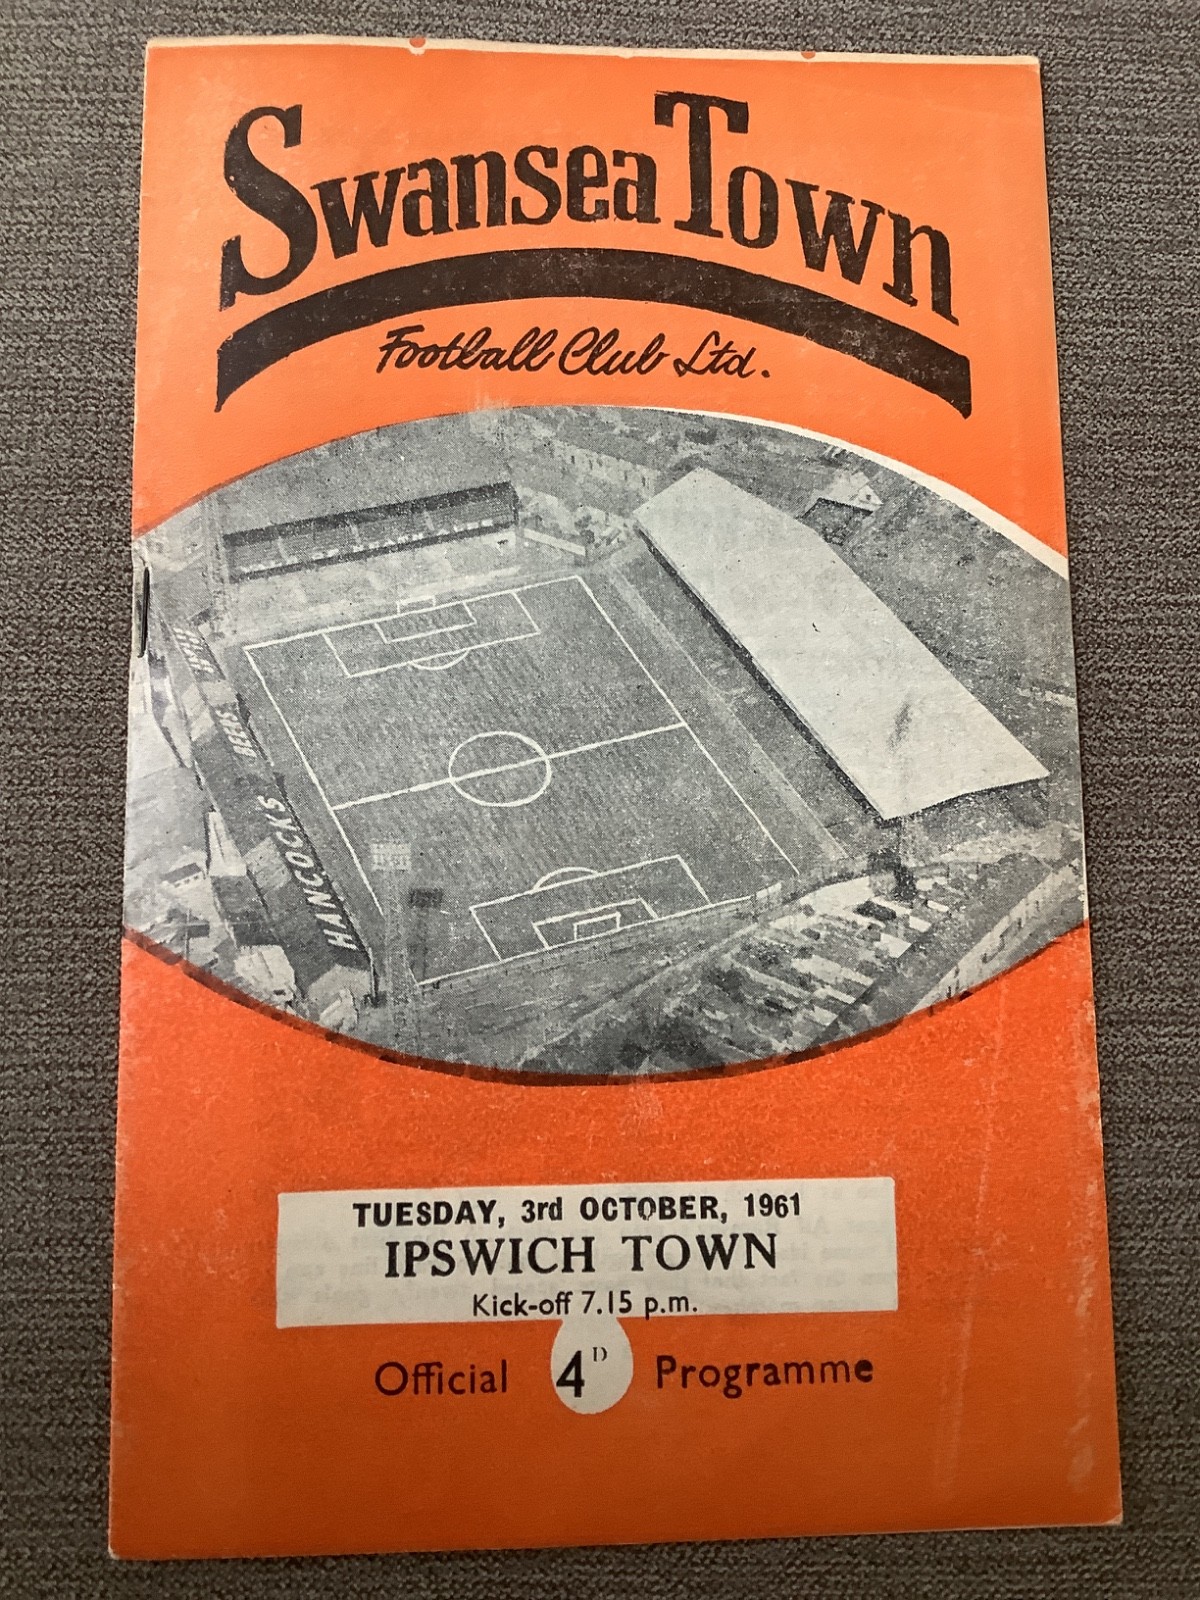 Swansea Town
Football Club Ltd.
HANCOCKS
TUESDAY, 3rd OCTOBER, 1961
IPSWICH TOWN
Kick-off 7.15 p.m.
Official 4D Programme